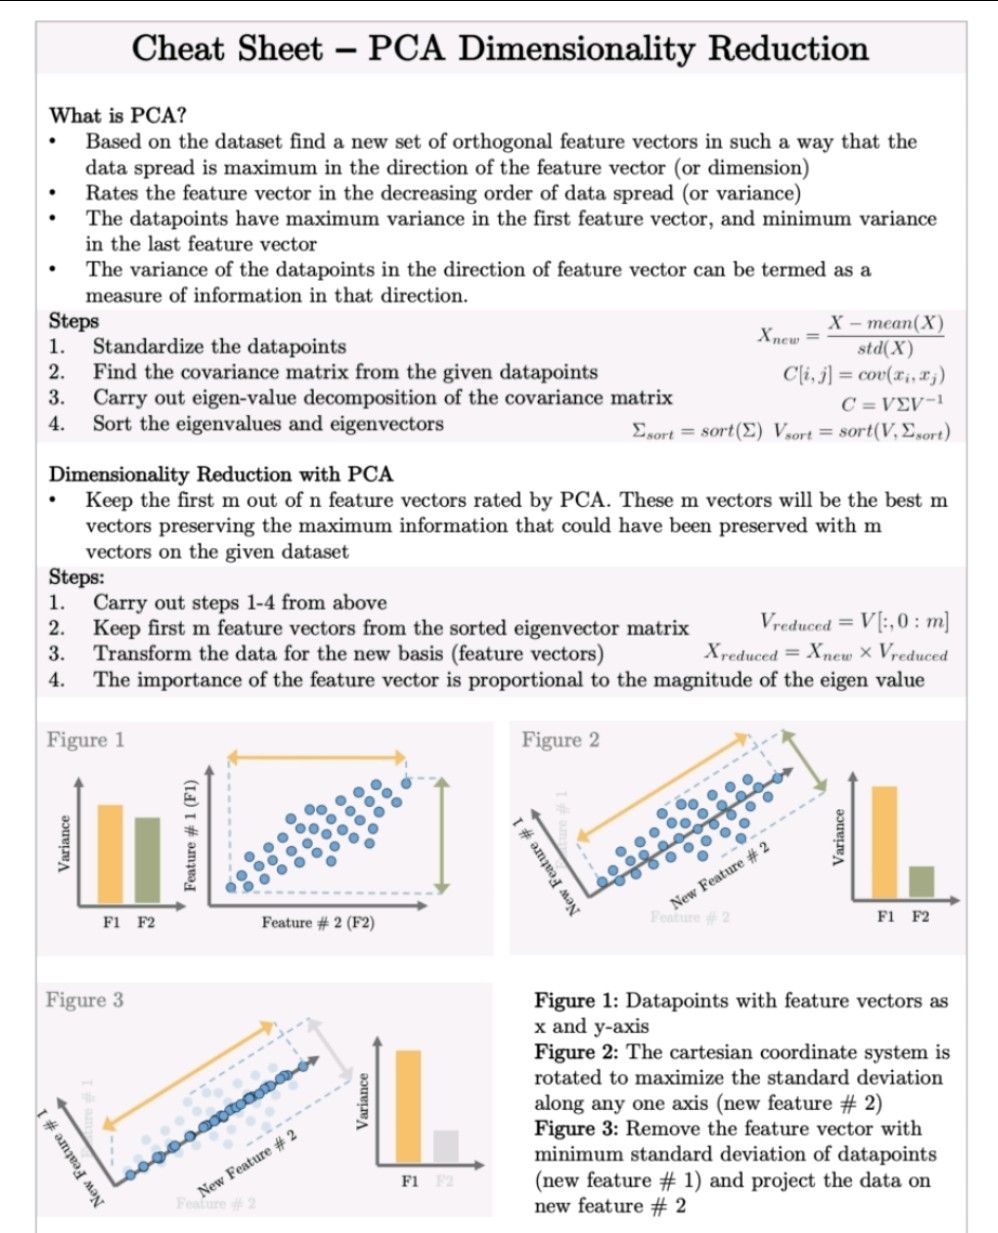 Cheat Sheet – PCA Dimensionality Reduction
What is PCA?
• Based on the dataset find a new set of orthogonal feature vectors in such a way that the
data spread is maximum in the direction of the feature vector (or dimension)
• Rates the feature vector in the decreasing order of data spread (or variance)
• The datapoints have maximum variance in the first feature vector, and minimum variance
in the last feature vector
• The variance of the datapoints in the direction of feature vector can be termed as a
measure of information in that direction.
Steps
1. Standardize the datapoints X_{new} = \frac{X - mean(X)}{std(X)}
2. Find the covariance matrix from the given datapoints C[i, j] = cov(x_i, x_j)
3. Carry out eigen-value decomposition of the covariance matrix C = VΣV^{-1}
4. Sort the eigenvalues and eigenvectors Σ_{sort} = sort(Σ) V_{sort} = sort(V, Σ_{sort})
Dimensionality Reduction with PCA
• Keep the first m out of n feature vectors rated by PCA. These m vectors will be the best m
vectors preserving the maximum information that could have been preserved with m
vectors on the given dataset
Steps:
1. Carry out steps 1-4 from above
2. Keep first m feature vectors from the sorted eigenvector matrix V_{reduced} = V[:, 0 : m]
3. Transform the data for the new basis (feature vectors) X_{reduced} = X_{new} × V_{reduced}
4. The importance of the feature vector is proportional to the magnitude of the eigen value
Figure 1
Variance
F1 F2
Feature # 1 (F1)
Feature # 2 (F2)
Figure 2
New Feature # 1
Feature # 1
New Feature # 2
Feature # 2
Variance
F1 F2
Figure 3
New Feature # 1
Feature # 1
New Feature # 2
Feature # 2
Variance
F1 F2
Figure 1: Datapoints with feature vectors as
x and y-axis
Figure 2: The cartesian coordinate system is
rotated to maximize the standard deviation
along any one axis (new feature # 2)
Figure 3: Remove the feature vector with
minimum standard deviation of datapoints
(new feature # 1) and project the data on
new feature # 2